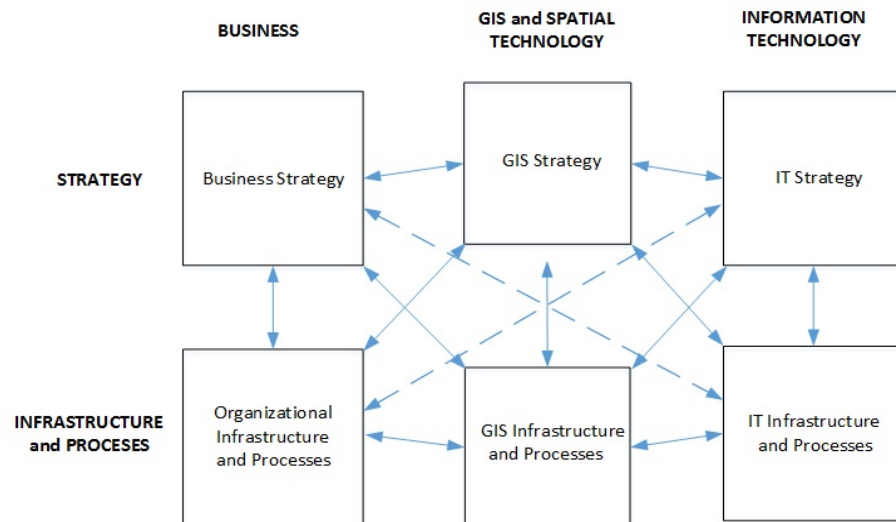 BUSINESS
GIS and SPATIAL
TECHNOLOGY
INFORMATION
TECHNOLOGY
STRATEGY
Business Strategy
GIS Strategy
IT Strategy
INFRASTRUCTURE
and PROCESES
Organizational
Infrastructure
and Processes
GIS Infrastructure
and Processes
IT Infrastructure
and Processes